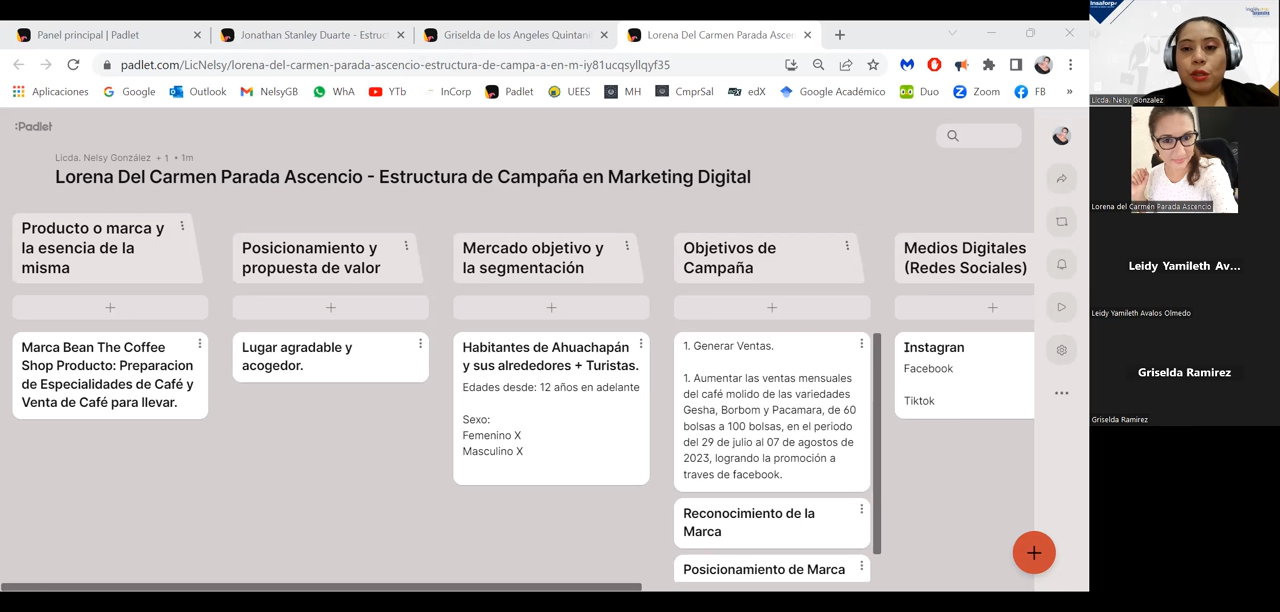 Panel principal | Padlet
Jonathan Stanley Duarte - Estruc
Griselda de los Angeles Quintanil
Lorena Del Carmen Parada Ascen
padlet.com/LicNelsy/lorena-del-carmen-parada-ascencio-estructura-de-campa-a-en-m-iy81ucqsyllqyf35
Aplicaciones
Google
Outlook
NelsyGB
WhA
YTb
InCorp
Padlet
UEES
MH
CmprSal
edX
Google Académico
Duo
Zoom
FB
»
:Padlet
Licda. Nelsy González + 1 • 1m
Lorena Del Carmen Parada Ascencio - Estructura de Campaña en Marketing Digital
Producto o marca y
la esencia de la
misma
Marca Bean The Coffee
Shop Producto: Preparacion
de Especialidades de Café y
Venta de Café para llevar.
Posicionamiento y
propuesta de valor
Lugar agradable y
acogedor.
Mercado objetivo y
la segmentación
Habitantes de Ahuachapán
y sus alrededores + Turistas.
Edades desde: 12 años en adelante
Sexo:
Femenino X
Masculino X
Objetivos de
Campaña
1. Generar Ventas.
1. Aumentar las ventas mensuales
del café molido de las variedades
Gesha, Borbom y Pacamara, de 60
bolsas a 100 bolsas, en el periodo
del 29 de julio al 07 de agostos de
2023, logrando la promoción a
traves de facebook.
Reconocimiento de la
Marca
Posicionamiento de Marca
Medios Digitales
(Redes Sociales)
Instagran
Facebook
Tiktok
Insaforp
Licda. Nelsy Gonzalez
Lorena del Carmen Parada Ascencio
Leidy Yamileth Av...
Leidy Yamileth Avalos Olmedo
Griselda Ramirez
Griselda Ramirez